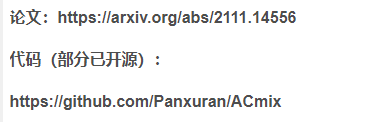 论文：https://arxiv.org/abs/2111.14556
代码（部分已开源）：
https://github.com/Panxuran/ACmix